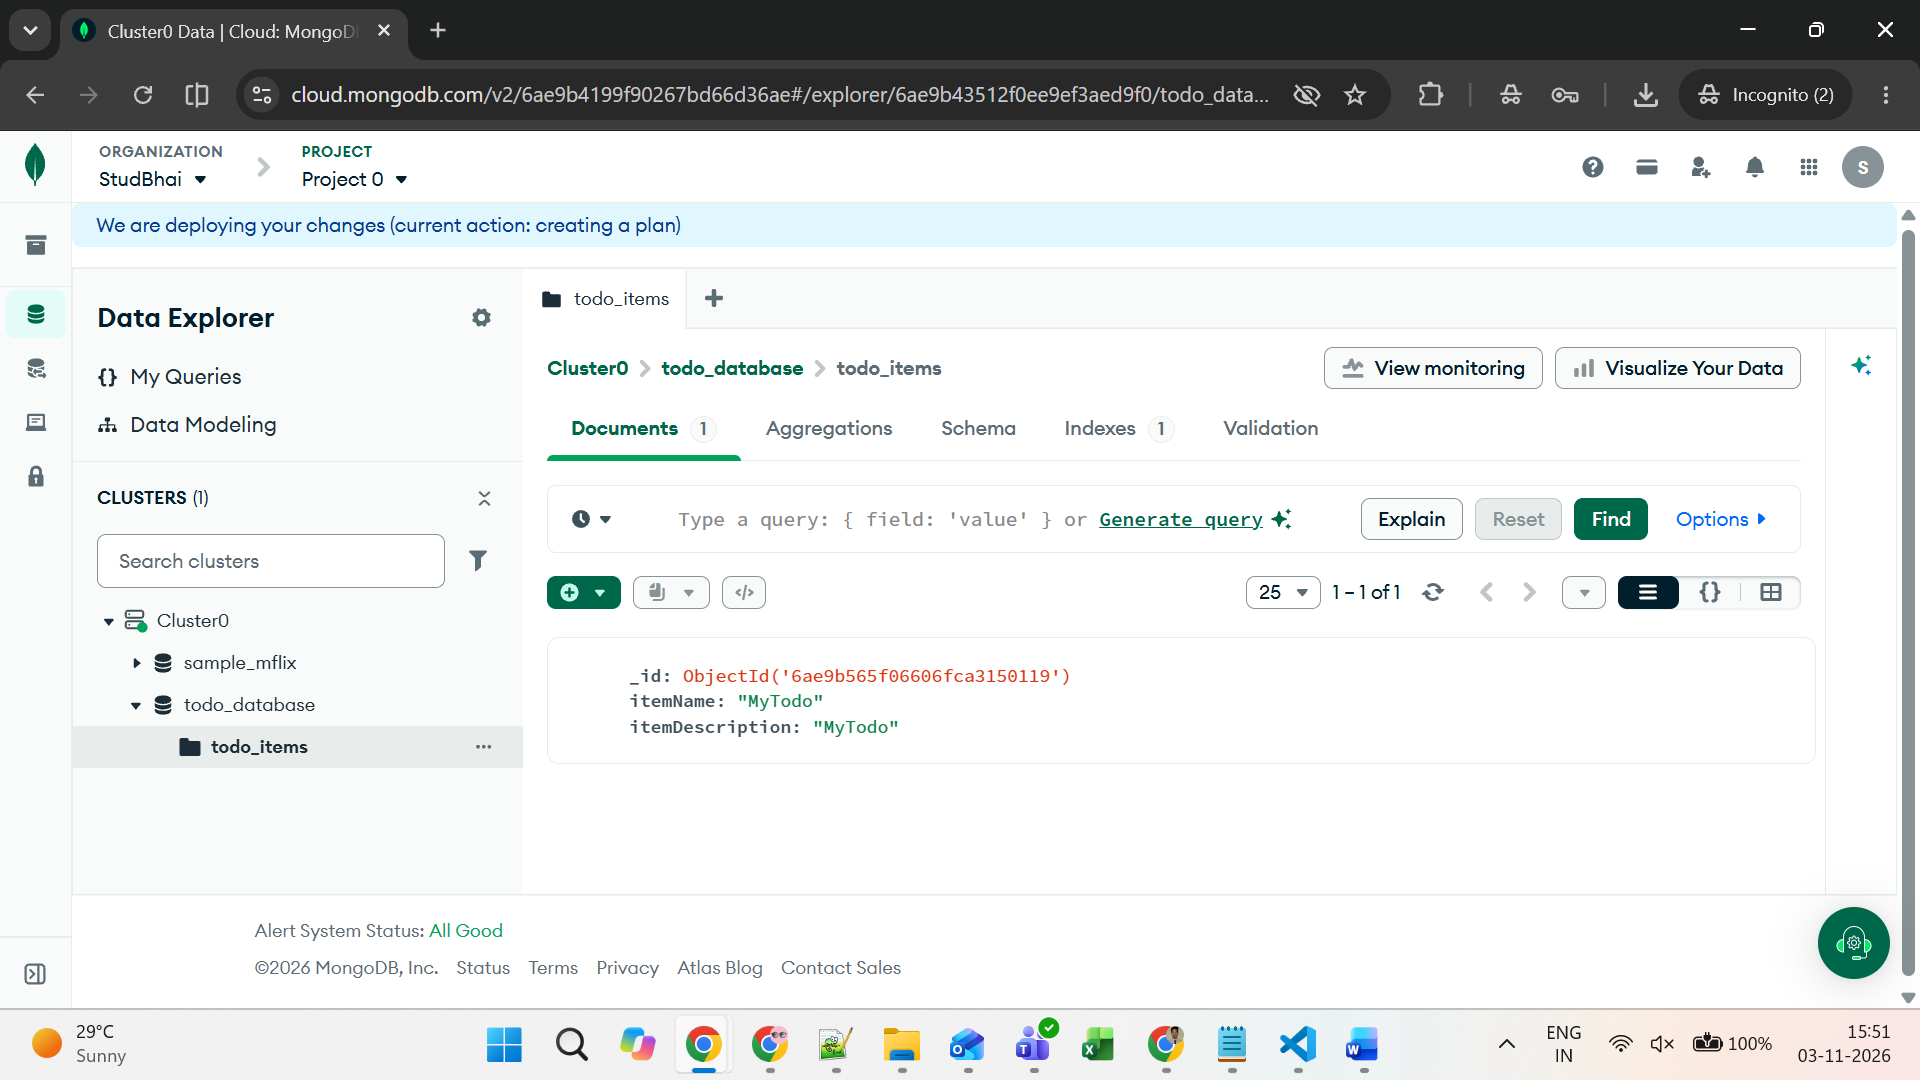 Cluster0 Data | Cloud: MongoD
cloud.mongodb.com/v2/6ae9b4199f90267bd66d36ae#/explorer/6ae9b43512f0ee9ef3aed9f0/todo_data...
Incognito (2)
ORGANIZATION
StudBhai
PROJECT
Project 0
S
We are deploying your changes (current action: creating a plan)
Data Explorer
My Queries
Data Modeling
CLUSTERS (1)
Search clusters
Cluster0
sample_mflix
todo_database
todo_items
todo_items
Cluster0 > todo_database > todo_items
View monitoring
Visualize Your Data
Documents 1
Aggregations
Schema
Indexes 1
Validation
Type a query: { field: 'value' } or Generate query
Explain
Reset
Find
Options
25
1 – 1 of 1
_id: ObjectId('6ae9b565f06606fca3150119')
itemName: "MyTodo"
itemDescription: "MyTodo"
Alert System Status: All Good
©2026 MongoDB, Inc. Status Terms Privacy Atlas Blog Contact Sales
29°C
Sunny
ENG
IN
100%
15:51
03-11-2026